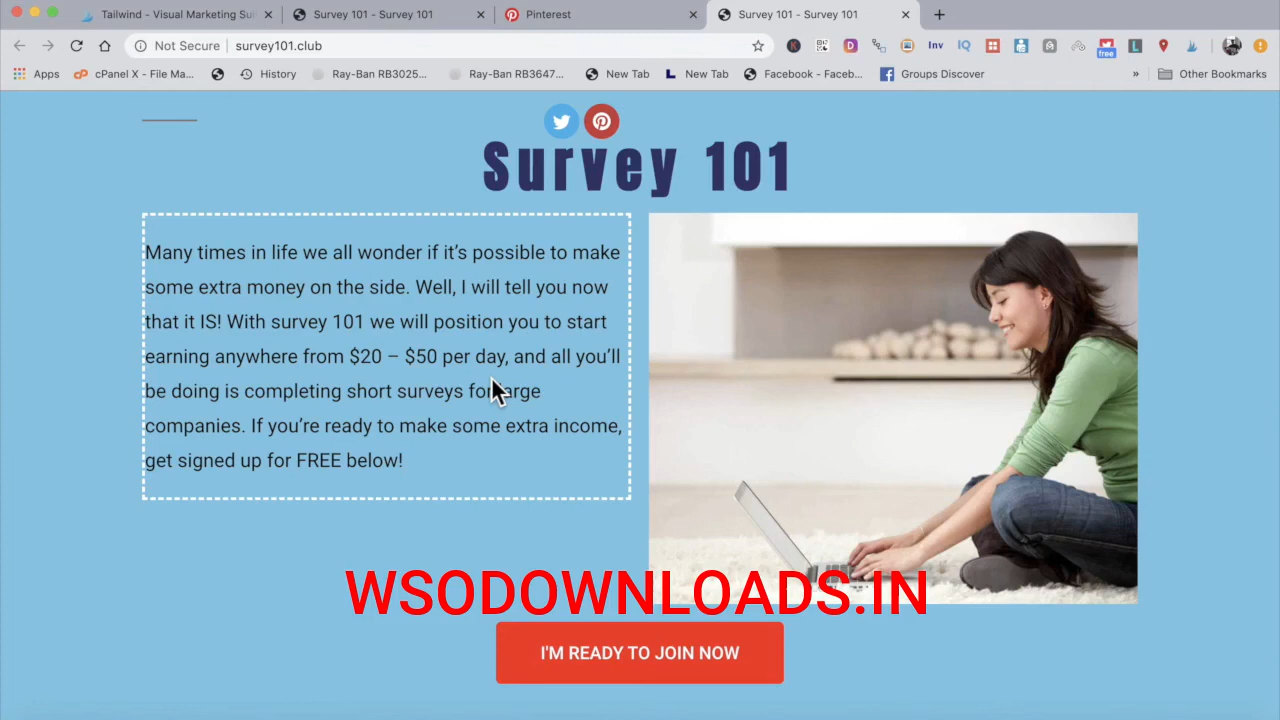 Tailwind - Visual Marketing Sui
Survey 101 - Survey 101
Pinterest
Survey 101 - Survey 101
Not Secure
survey101.club
Inv
IQ
free
Apps
cPanel X - File Ma...
History
Ray-Ban RB3025...
Ray-Ban RB3647...
New Tab
New Tab
Facebook - Faceb...
Groups Discover
»
Other Bookmarks
Survey 101
Many times in life we all wonder if it's possible to make
some extra money on the side. Well, I will tell you now
that it IS! With survey 101 we will position you to start
earning anywhere from $20 – $50 per day, and all you'll
be doing is completing short surveys for large
companies. If you're ready to make some extra income,
get signed up for FREE below!
WSODOWNLOADS.IN
I'M READY TO JOIN NOW